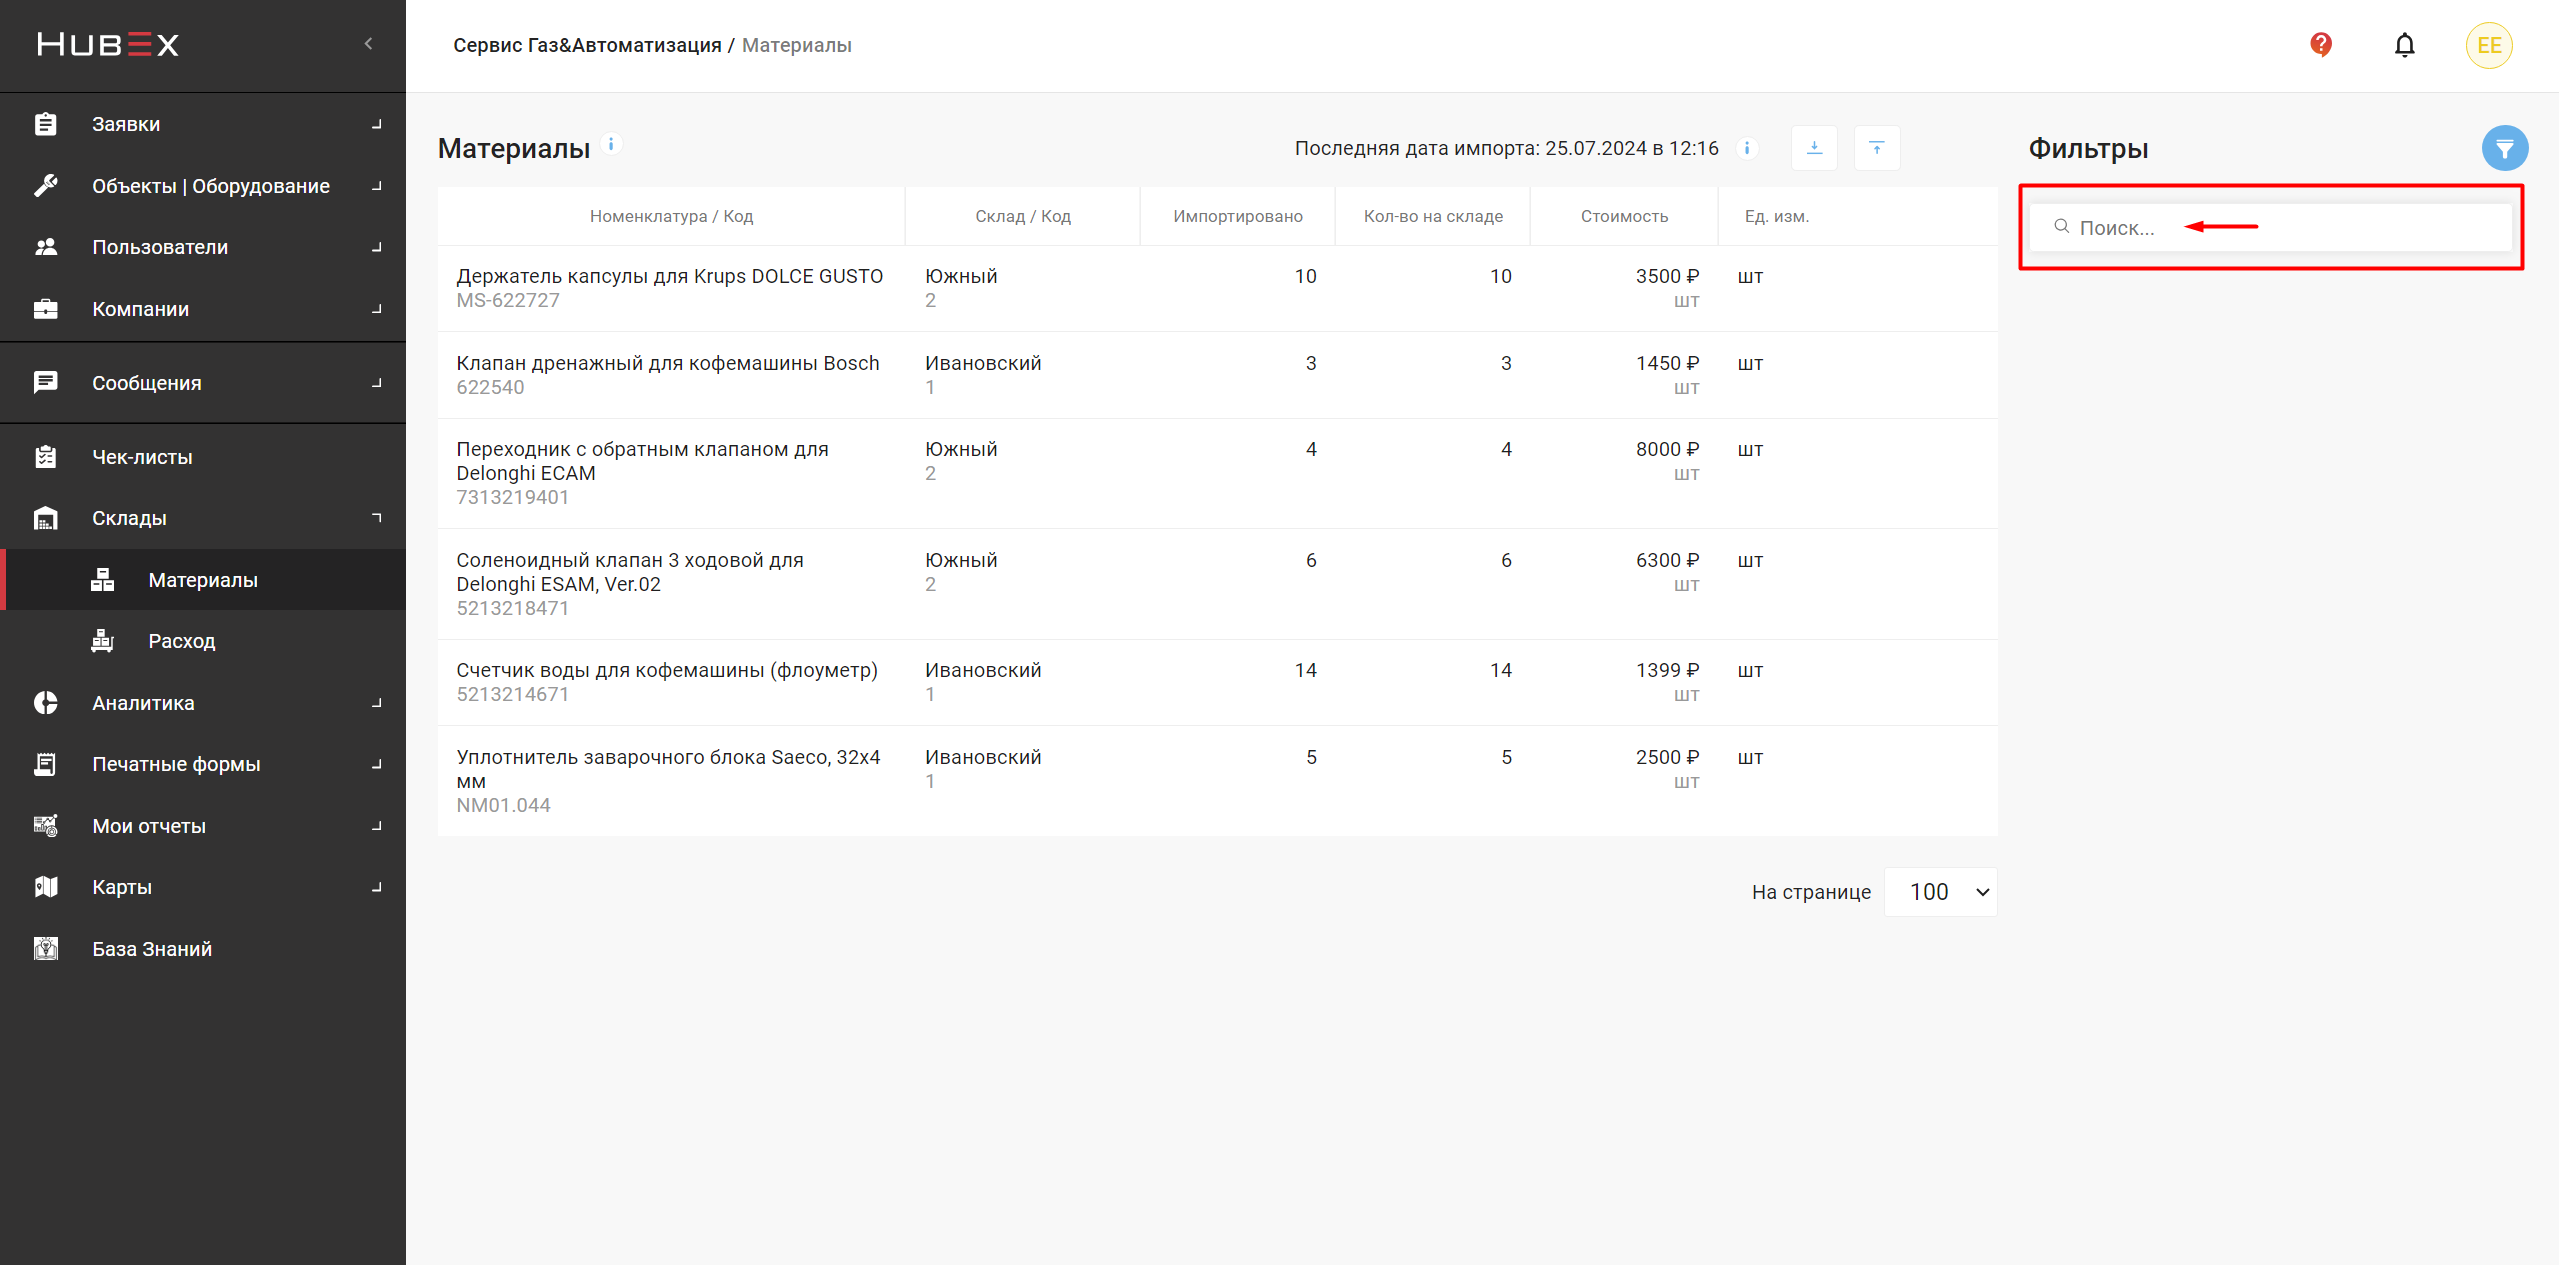 HUBEX
Заявки
Объекты | Оборудование
Пользователи
Компании
Сообщения
Чек-листы
Склады
Материалы
Расход
Аналитика
Печатные формы
Мои отчеты
Карты
База Знаний
Сервис Газ&Автоматизация / Материалы
EE
Материалы
Последняя дата импорта: 25.07.2024 в 12:16
Номенклатура / Код Склад / Код Импортировано Кол-во на складе Стоимость Ед. изм.
Держатель капсулы для Krups DOLCE GUSTO Южный 10 10 3500 ₽ шт
MS-622727 2 шт
Клапан дренажный для кофемашины Bosch Ивановский 3 3 1450 ₽ шт
622540 1 шт
Переходник с обратным клапаном для Южный 4 4 8000 ₽ шт
Delonghi ECAM 2 шт
7313219401
Соленоидный клапан 3 ходовой для Южный 6 6 6300 ₽ шт
Delonghi ESAM, Ver.02 2 шт
5213218471
Счетчик воды для кофемашины (флоуметр) Ивановский 14 14 1399 ₽ шт
5213214671 1 шт
Уплотнитель заварочного блока Saeco, 32x4 Ивановский 5 5 2500 ₽ шт
мм 1 шт
NM01.044
На странице 100
Фильтры
Поиск...